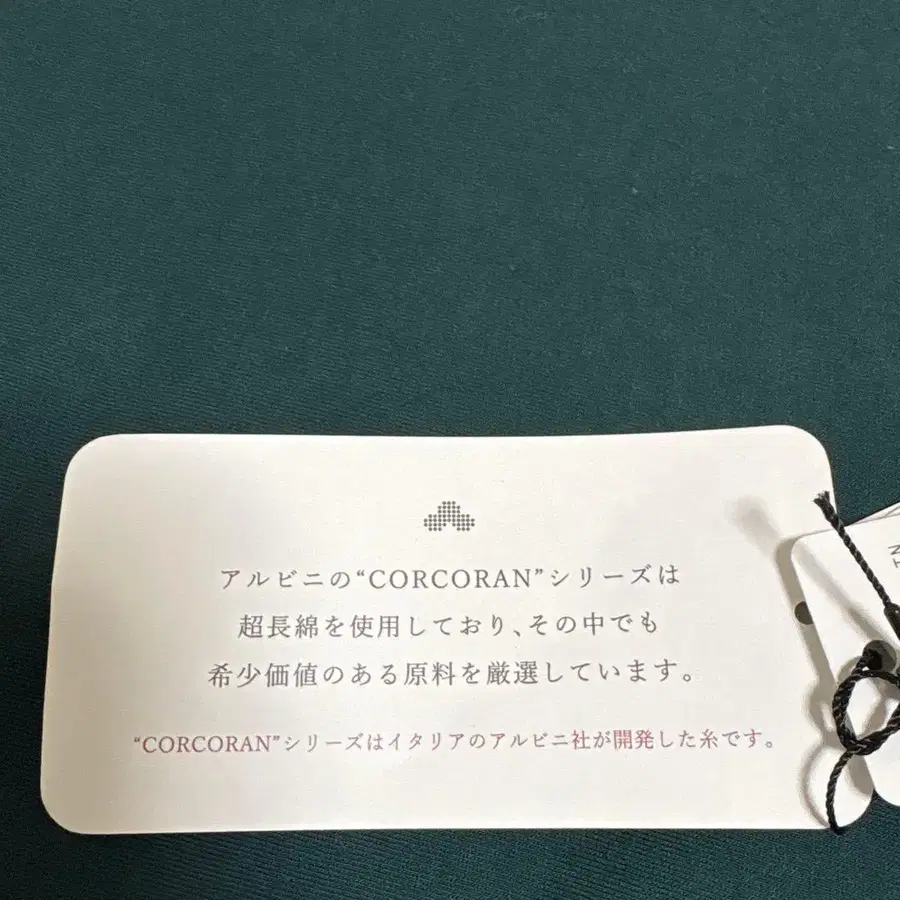 アルビニの“CORCORAN”シリーズは
超長綿を使用しており、その中でも
希少価値のある原料を厳選しています。
“CORCORAN”シリーズはイタリアのアルビニ社が開発した糸です。